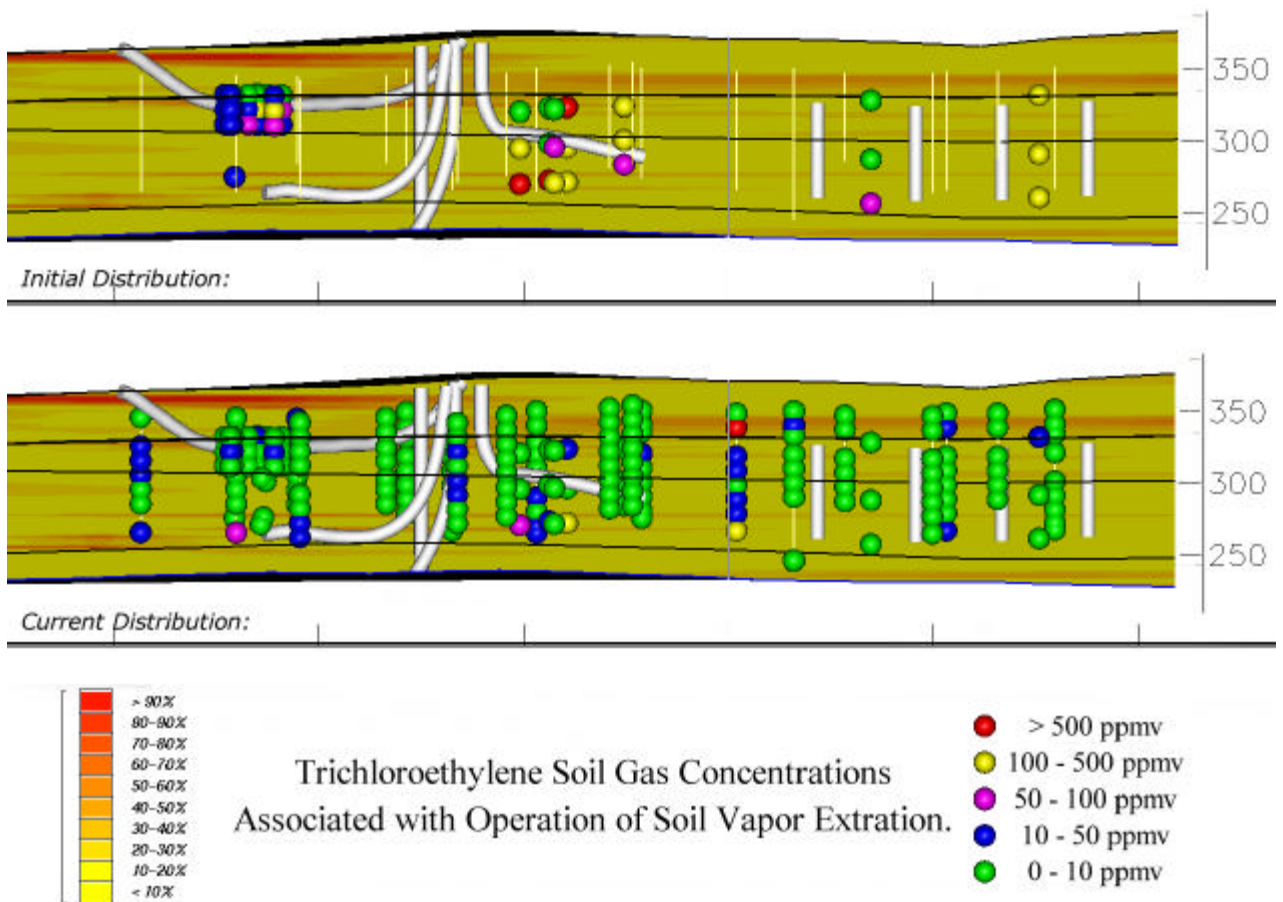 350
300
250
Initial Distribution:
350
300
250
Current Distribution:
> 90%
80-90%
70-80%
60-70%
50-60%
40-50%
30-40%
20-30%
10-20%
< 10%
Trichloroethylene Soil Gas Concentrations
Associated with Operation of Soil Vapor Extration.
> 500 ppmv
100 - 500 ppmv
50 - 100 ppmv
10 - 50 ppmv
0 - 10 ppmv